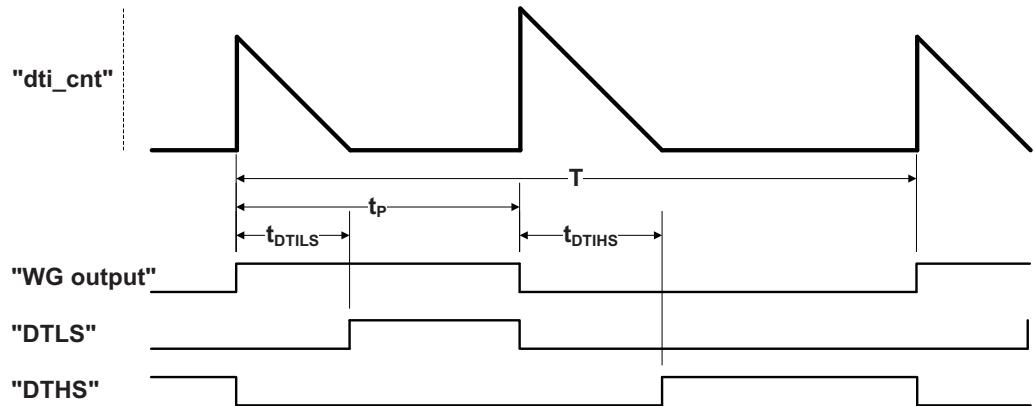 "dti_cnt"
T
tP
tDTILS
tDTIHS
"WG output"
"DTLS"
"DTHS"